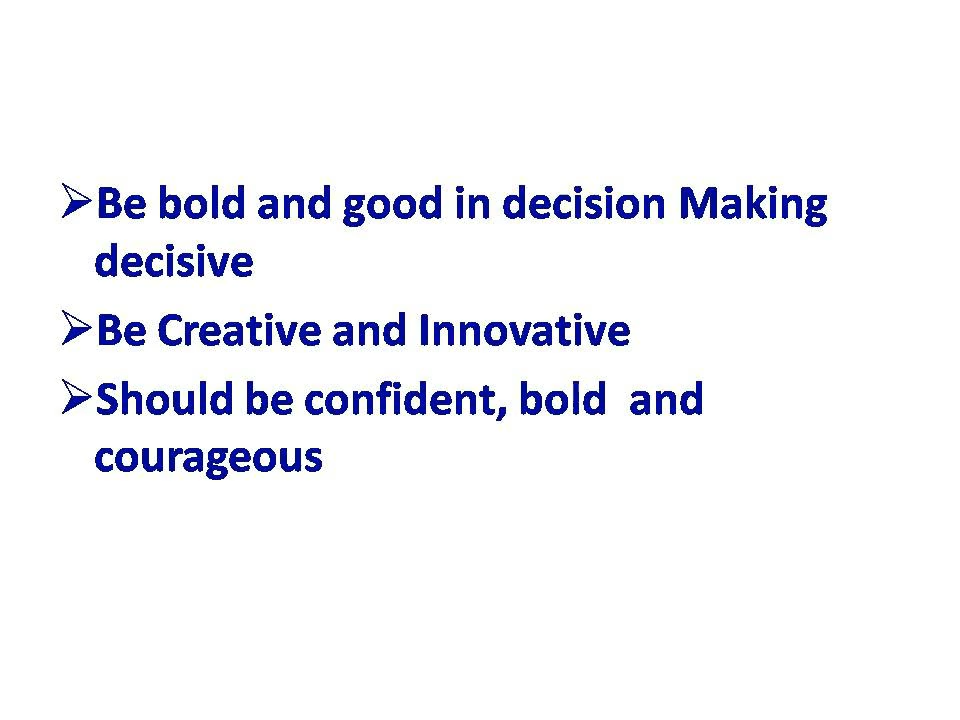 ➢Be bold and good in decision Making
decisive
➢Be Creative and Innovative
➢Should be confident, bold  and
courageous